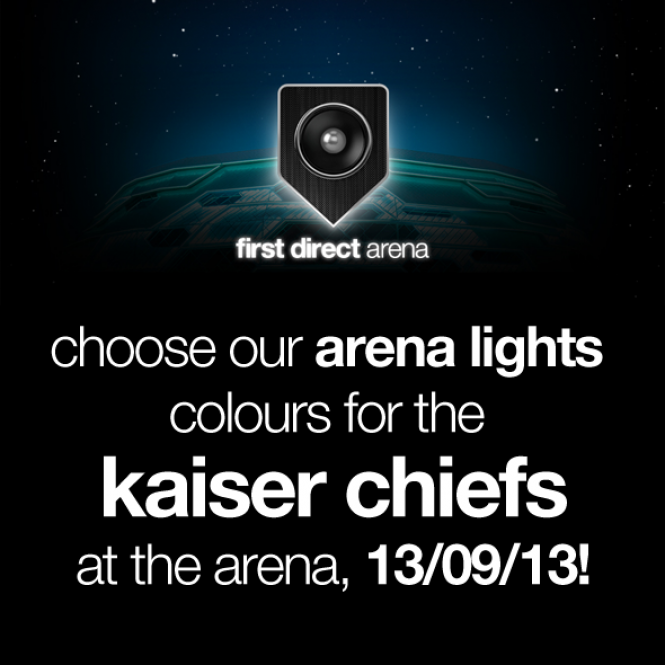 first direct arena
choose our arena lights
colours for the
kaiser chiefs
at the arena, 13/09/13!